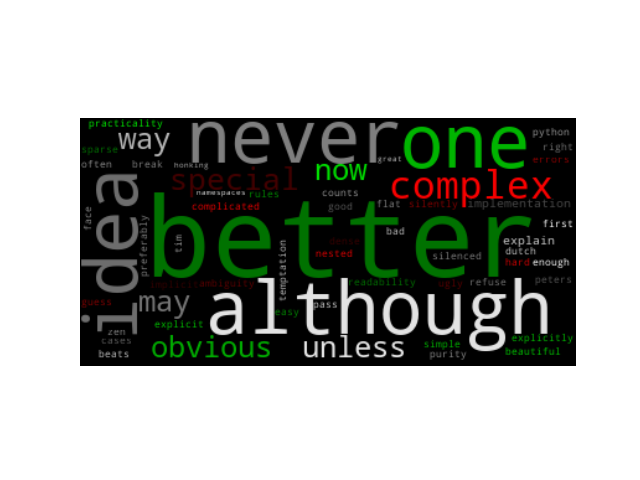 practicality
way never one python
sparse right
often break honking great errors
idea special now complex
namespaces rules counts
complicated good flat silently implementation
face preferably better bad first
tim explain
dense nested silenced dutch
temptation hard enough
implicit ambiguity readability ugly refuse peters
guess may although pass
easy
explicit
zen cases obvious unless simple explicitly
beats purity beautiful